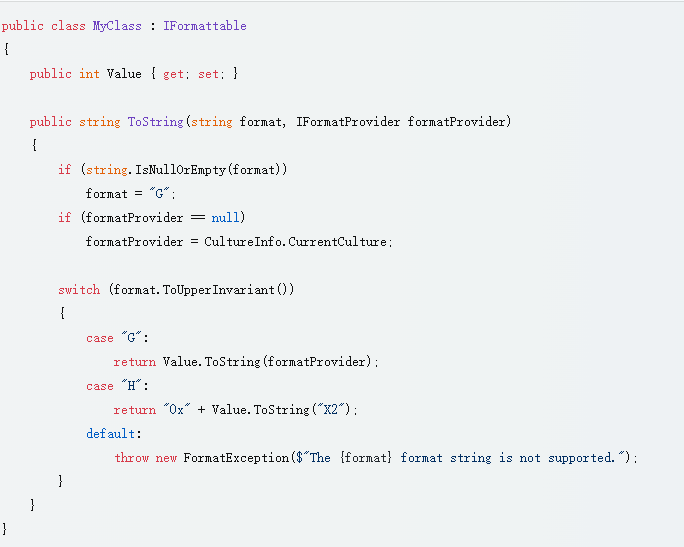 public class MyClass : IFormattable
{
    public int Value { get; set; }

    public string ToString(string format, IFormatProvider formatProvider)
    {
        if (string.IsNullOrEmpty(format))
            format = "G";
        if (formatProvider == null)
            formatProvider = CultureInfo.CurrentCulture;

        switch (format.ToUpperInvariant())
        {
            case "G":
                return Value.ToString(formatProvider);
            case "H":
                return "0x" + Value.ToString("X2");
            default:
                throw new FormatException($"The {format} format string is not supported.");
        }
    }
}